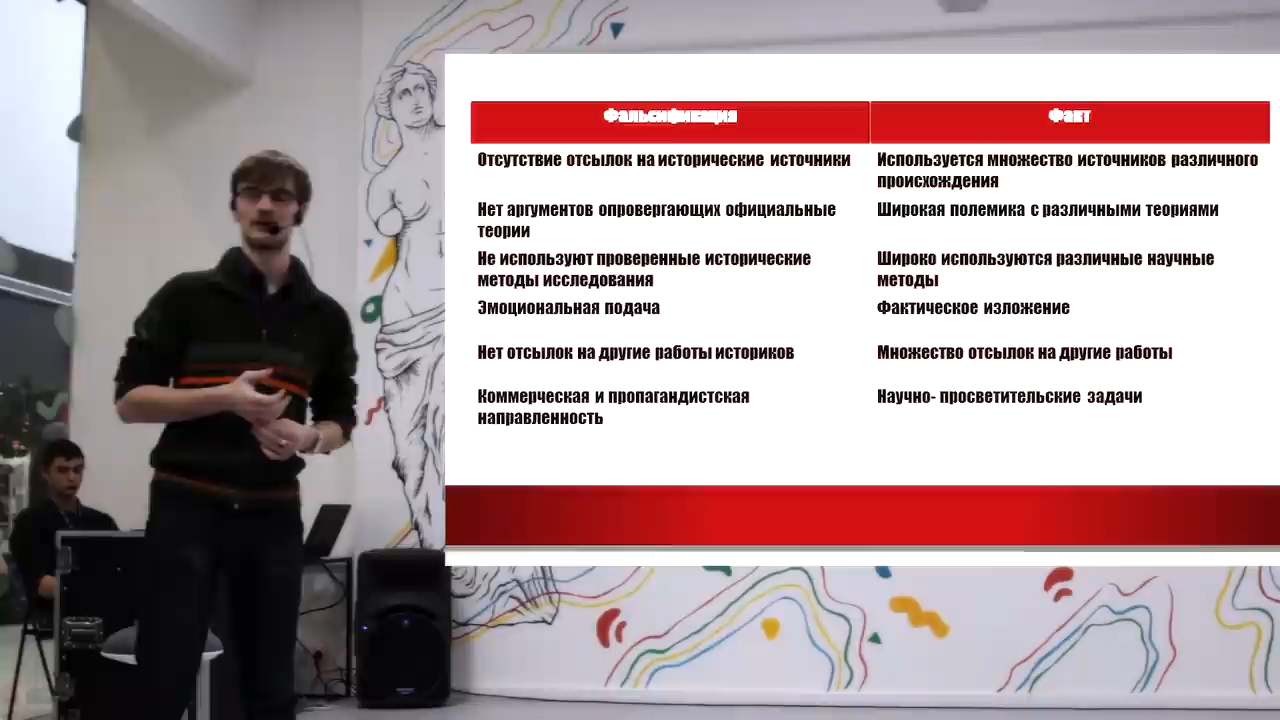 Фальсификация
Факт
Отсутствие отсылок на исторические источники
Используется множество источников различного
происхождения
Нет аргументов опровергающих официальные
теории
Широкая полемика с различными теориями
Не используют проверенные исторические
методы исследования
Широко используются различные научные
методы
Эмоциональная подача
Фактическое изложение
Нет отсылок на другие работы историков
Множество отсылок на другие работы
Коммерческая и пропагандистская
направленность
Научно- просветительские задачи